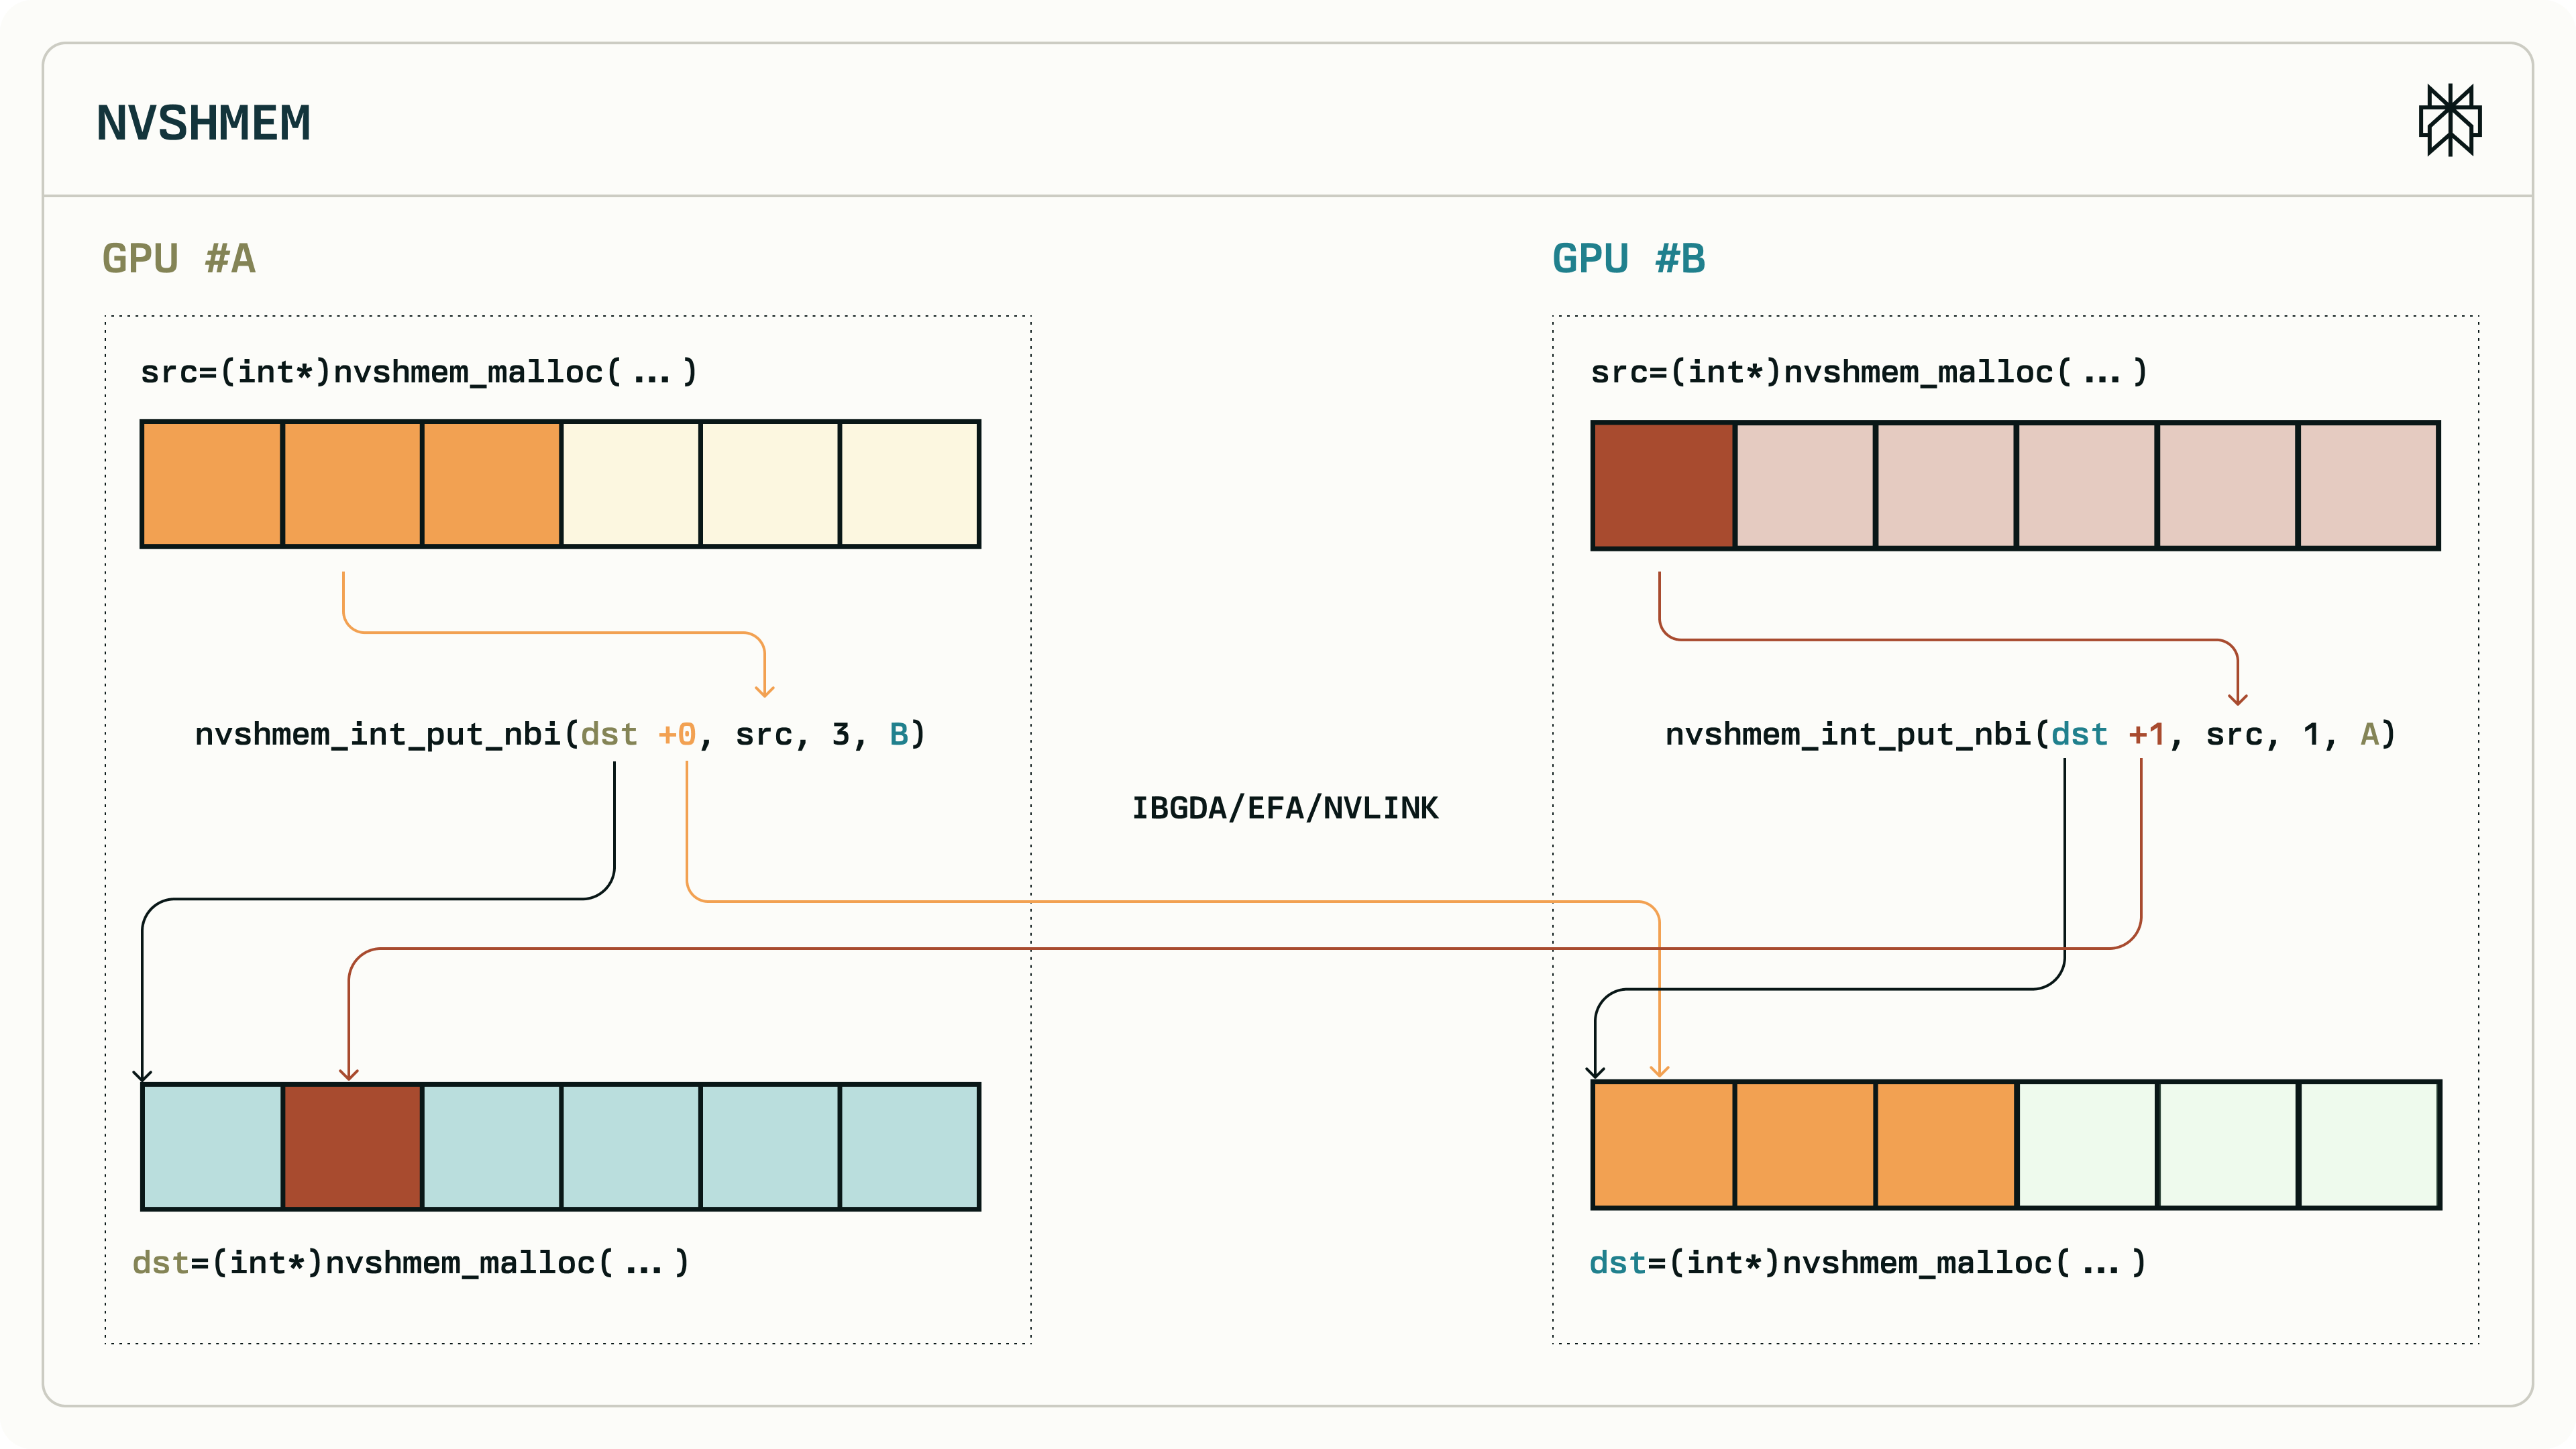 NVSHMEM
GPU #A
src=(int*)nvshmem_malloc(...)
nvshmem_int_put_nbi(dst +0, src, 3, B)
dst=(int*)nvshmem_malloc(...)
IBGDA/EFA/NVLINK
GPU #B
src=(int*)nvshmem_malloc(...)
nvshmem_int_put_nbi(dst +1, src, 1, A)
dst=(int*)nvshmem_malloc(...)